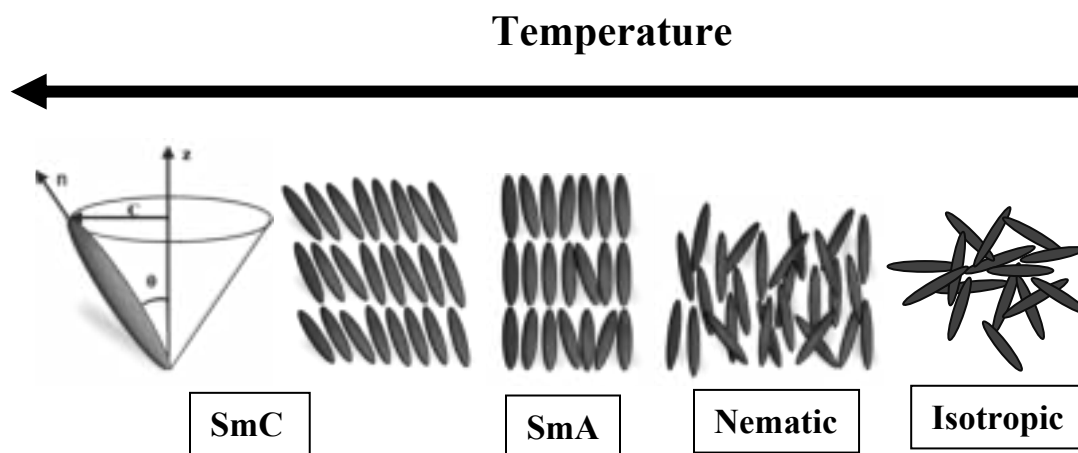 Temperature
z
n
C
θ
SmC
SmA
Nematic
Isotropic